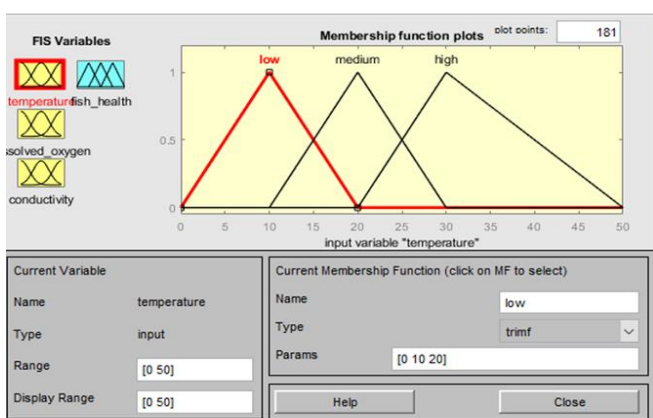 FIS Variables
Membership function plots
plot points:
181
temperature
fish_health
ssolved_oxygen
conductivity
low
medium
high
1
0.5
0
0 5 10 15 20 25 30 35 40 45 50
input variable "temperature"
Current Variable
Name temperature
Type input
Range [0 50]
Display Range [0 50]
Current Membership Function (click on MF to select)
Name low
Type trimf
Params [0 10 20]
Help
Close